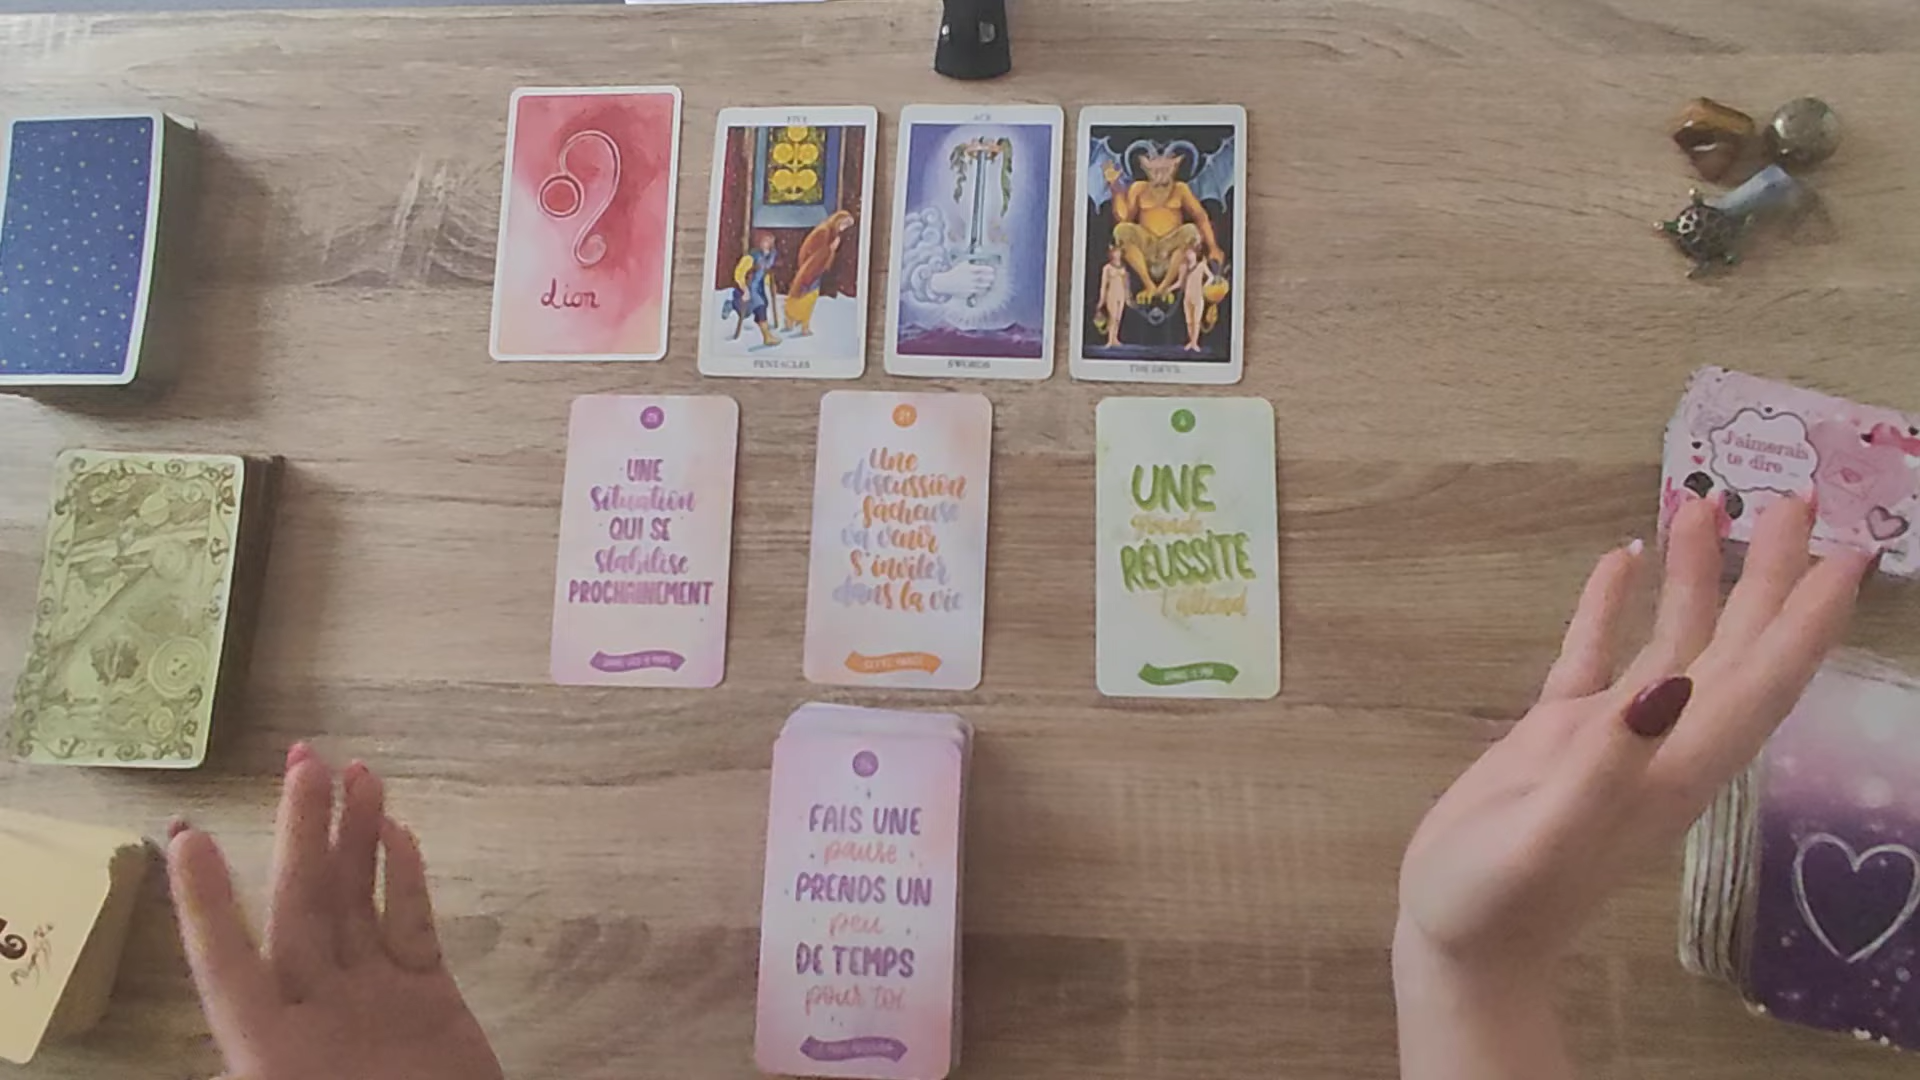 Lion
FIVE
PENTACLES
ACE
SWORDS
XV
THE DEVIL
UNE
situation
QUI SE
stabilise
PROCHAINEMENT
21
Une
discussion
fâcheuse
va venir
s'inviter
dans la vie
UNE
grande
RÉUSSITE
t'attend
J'aimerais
te dire ...
FAIS UNE
pause
PRENDS UN
peu
DE TEMPS
pour toi